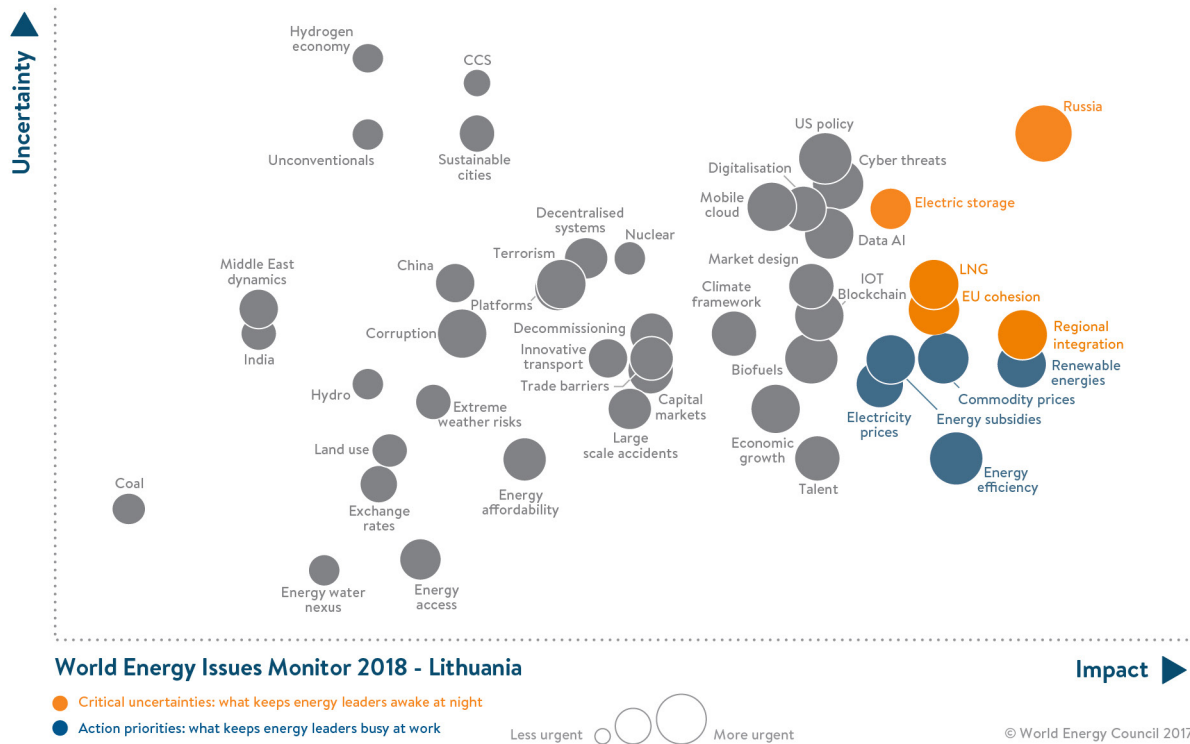 Uncertainty
Hydrogen
economy
CCS
Unconventionals
Sustainable
cities
Russia
US policy
Cyber threats
Digitalisation
Mobile
cloud
Electric storage
Data AI
Decentralised
systems
Nuclear
Terrorism
Platforms
China
Middle East
dynamics
India
Market design
IOT
Blockchain
LNG
EU cohesion
Climate
framework
Corruption
Decommissioning
Innovative
transport
Trade barriers
Biofuels
Regional
integration
Renewable
energies
Commodity prices
Energy subsidies
Electricity
prices
Hydro
Extreme
weather risks
Capital
markets
Large
scale accidents
Economic
growth
Talent
Energy
efficiency
Land use
Exchange
rates
Energy
affordability
Coal
Energy water
nexus
Energy
access
World Energy Issues Monitor 2018 - Lithuania
Impact
Critical uncertainties: what keeps energy leaders awake at night
Action priorities: what keeps energy leaders busy at work
Less urgent
More urgent
© World Energy Council 2017